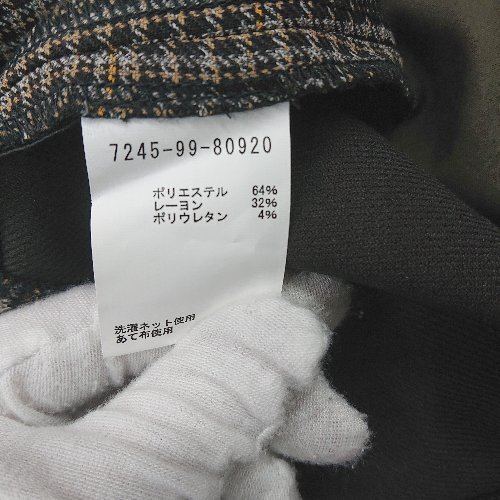 7245-99-80920
ポリエステル 64%
レーヨン 32%
ポリウレタン 4%
洗濯ネット使用
あて布使用